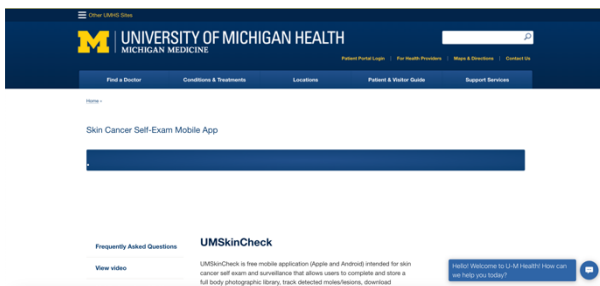 Other UMHS Sites
M UNIVERSITY OF MICHIGAN HEALTH
MICHIGAN MEDICINE
Patient Portal Login | For Health Providers | Maps & Directions | Contact Us
Find a Doctor Conditions & Treatments Locations Patient & Visitor Guide Support Services
Home ›
Skin Cancer Self-Exam Mobile App
Frequently Asked Questions
View video
UMSkinCheck
UMSkinCheck is free mobile application (Apple and Android) intended for skin
cancer self exam and surveillance that allows users to complete and store a
full body photographic library, track detected moles/lesions, download
Hello! Welcome to U-M Health! How can
we help you today?